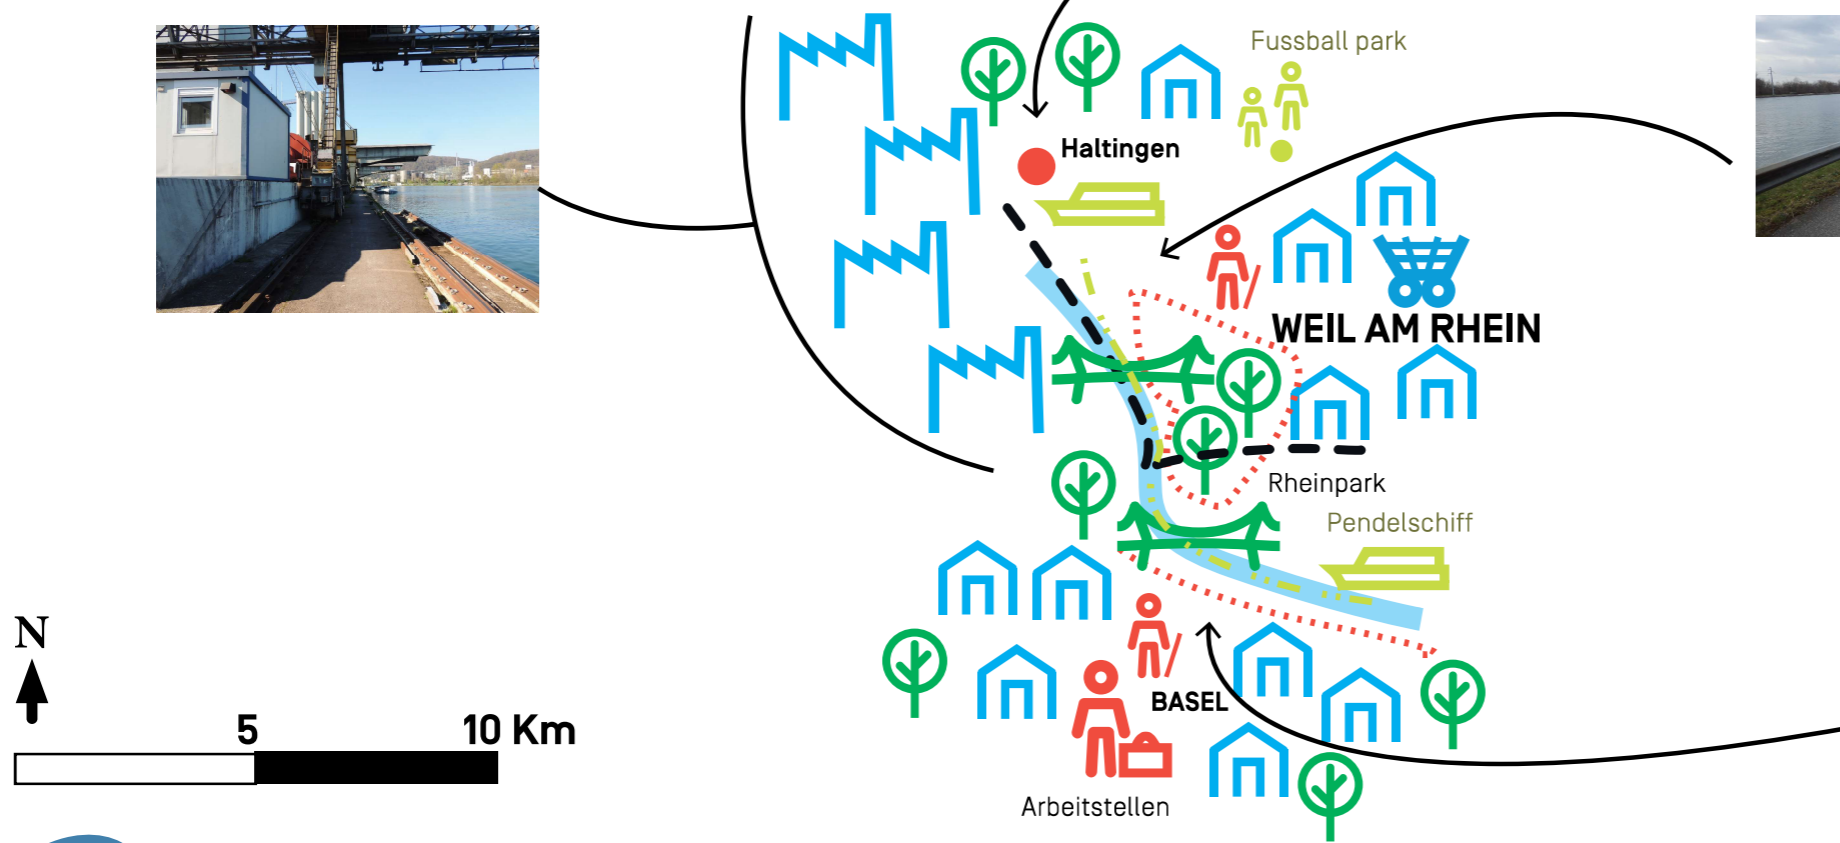 Fussball park
Haltingen
WEIL AM RHEIN
Rheinpark
Pendelschiff
N
BASEL
5 10 Km
Arbeitstellen